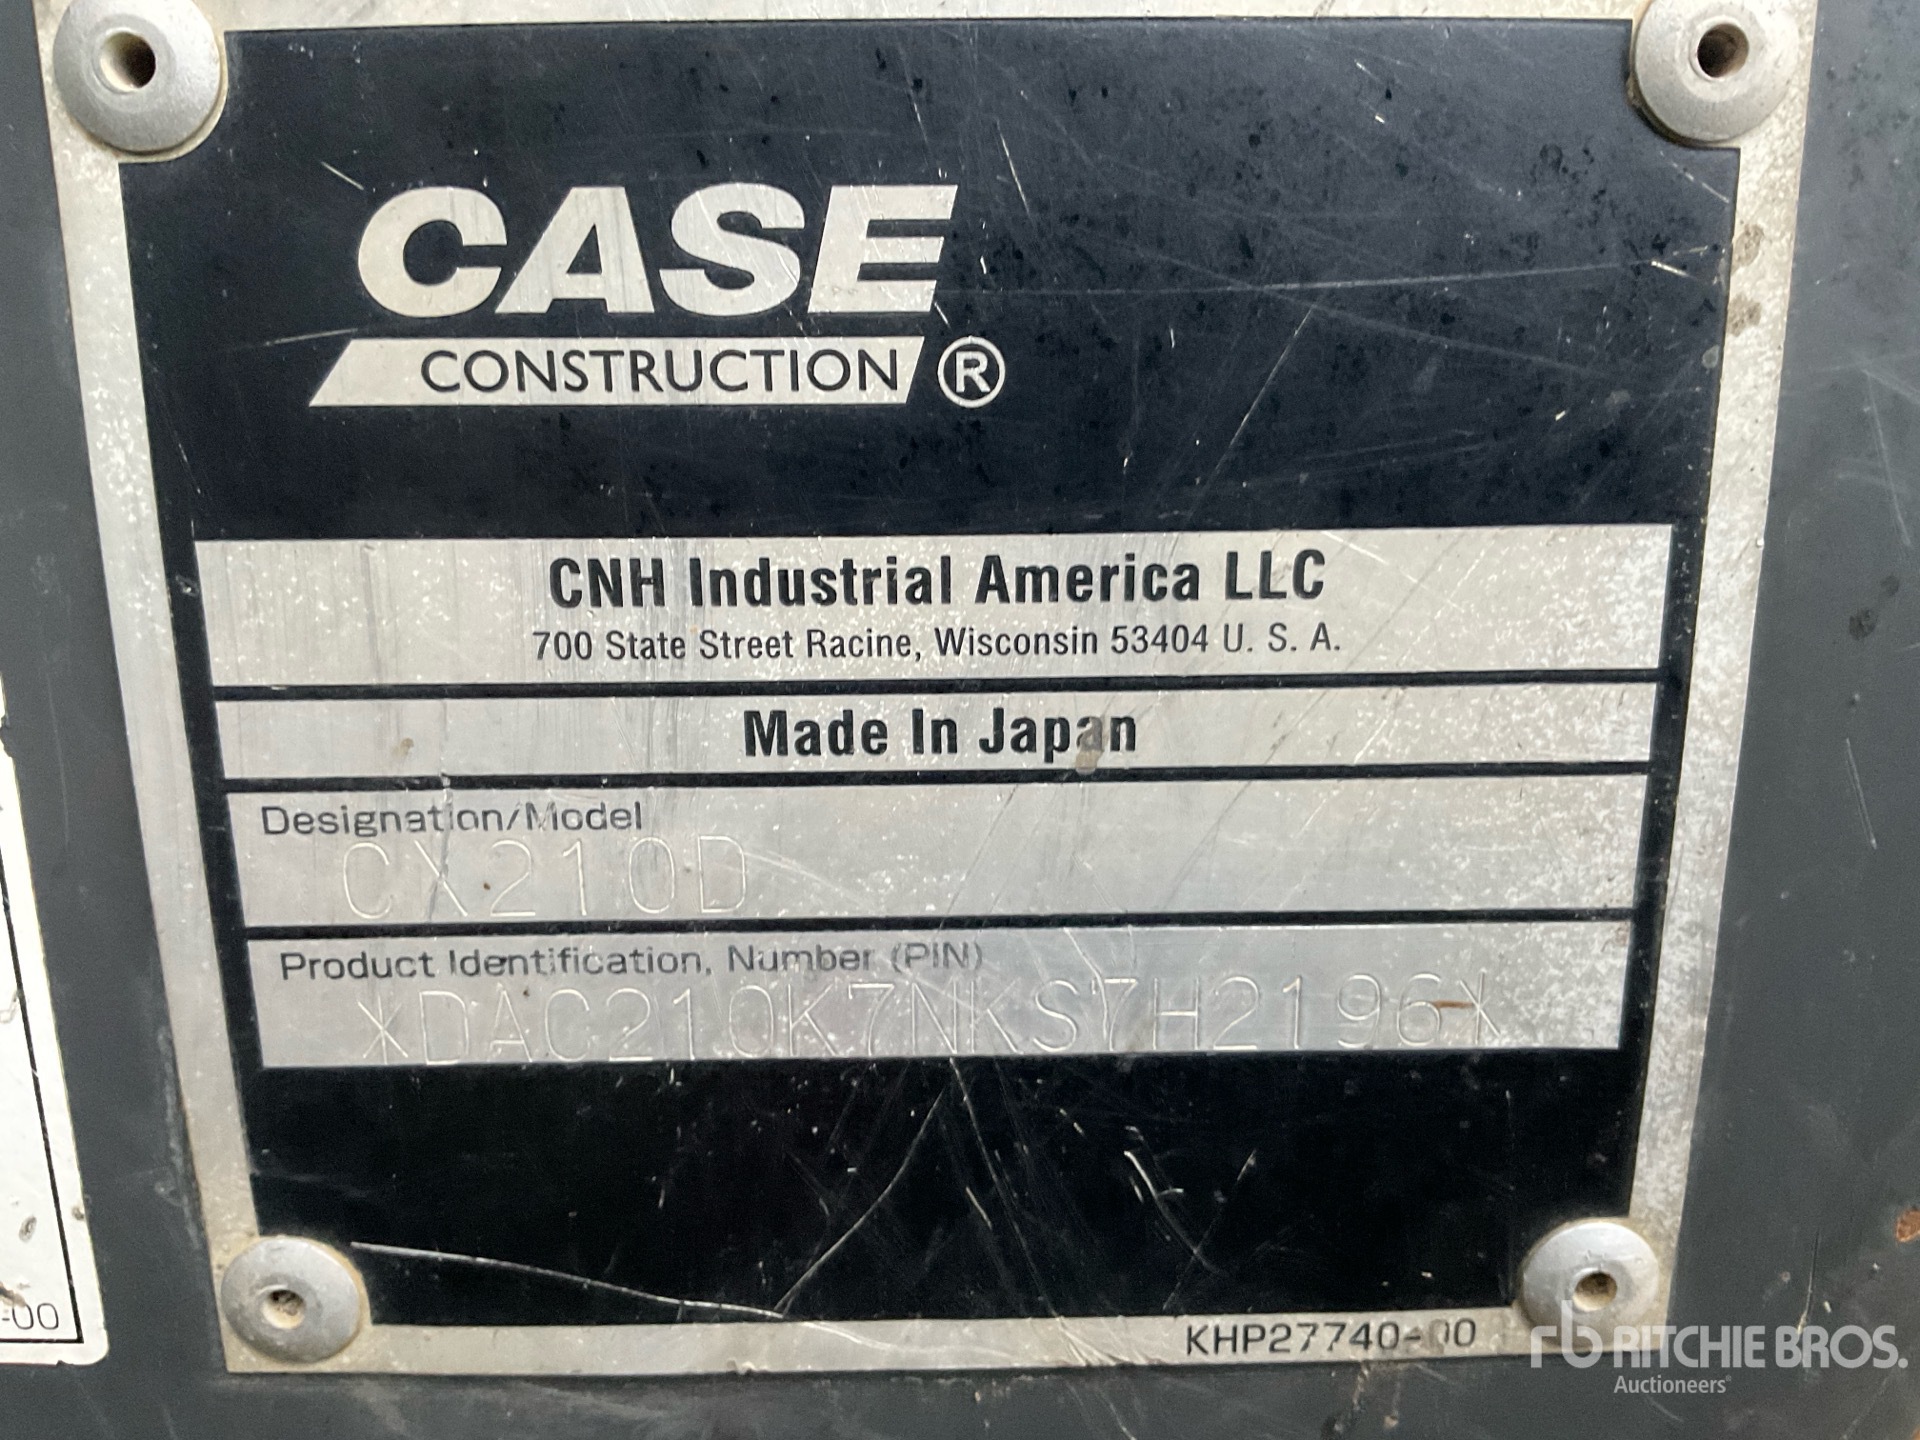 CASE
CONSTRUCTION ®
CNH Industrial America LLC
700 State Street Racine, Wisconsin 53404 U. S. A.
Made In Japan
Designation/Model
CX210D
Product Identification, Number (PIN)
*DAC210K7NKS7H2196*
KHP27740-00
-00
rb RITCHIE BROS.
Auctioneers